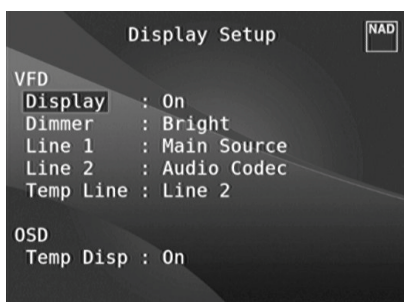 Display Setup
NAD
VFD
Display : On
Dimmer : Bright
Line 1 : Main Source
Line 2 : Audio Codec
Temp Line : Line 2
OSD
Temp Disp : On